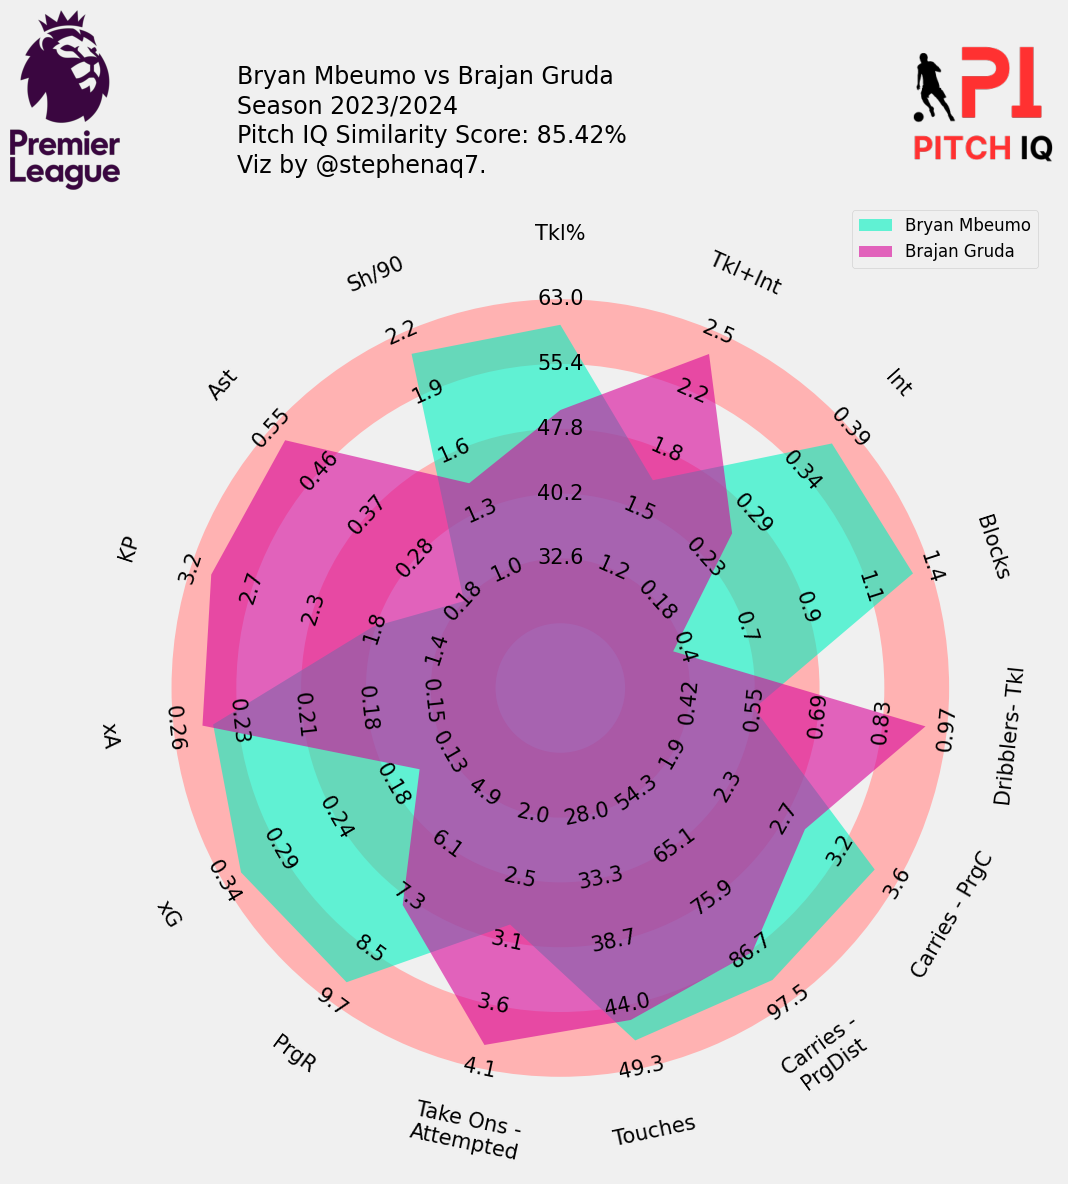 Bryan Mbeumo vs Brajan Gruda
Season 2023/2024
Pitch IQ Similarity Score: 85.42%
Viz by @stephenaq7.
Premier
League
PI
PITCH IQ
Bryan Mbeumo
Brajan Gruda
Tkl%
63.0
55.4
47.8
40.2
32.6
Tkl+Int
2.5
2.2
1.8
1.5
1.2
Int
0.39
0.34
0.29
0.23
0.18
Blocks
1.4
1.1
0.9
0.7
0.4
Dribblers- Tkl
0.97
0.83
0.69
0.55
0.42
Carries - PrgC
3.6
3.2
2.7
2.3
1.9
Carries -
PrgDist
97.5
86.7
75.9
65.1
54.3
Touches
49.3
44.0
38.7
33.3
28.0
Take Ons -
Attempted
4.1
3.6
3.1
2.5
2.0
PrgR
9.7
8.5
7.3
6.1
4.9
xG
0.34
0.29
0.24
0.18
0.13
xA
0.26
0.23
0.21
0.18
0.15
KP
3.2
2.7
2.3
1.8
1.4
Ast
0.55
0.46
0.37
0.28
0.18
Sh/90
2.2
1.9
1.6
1.3
1.0